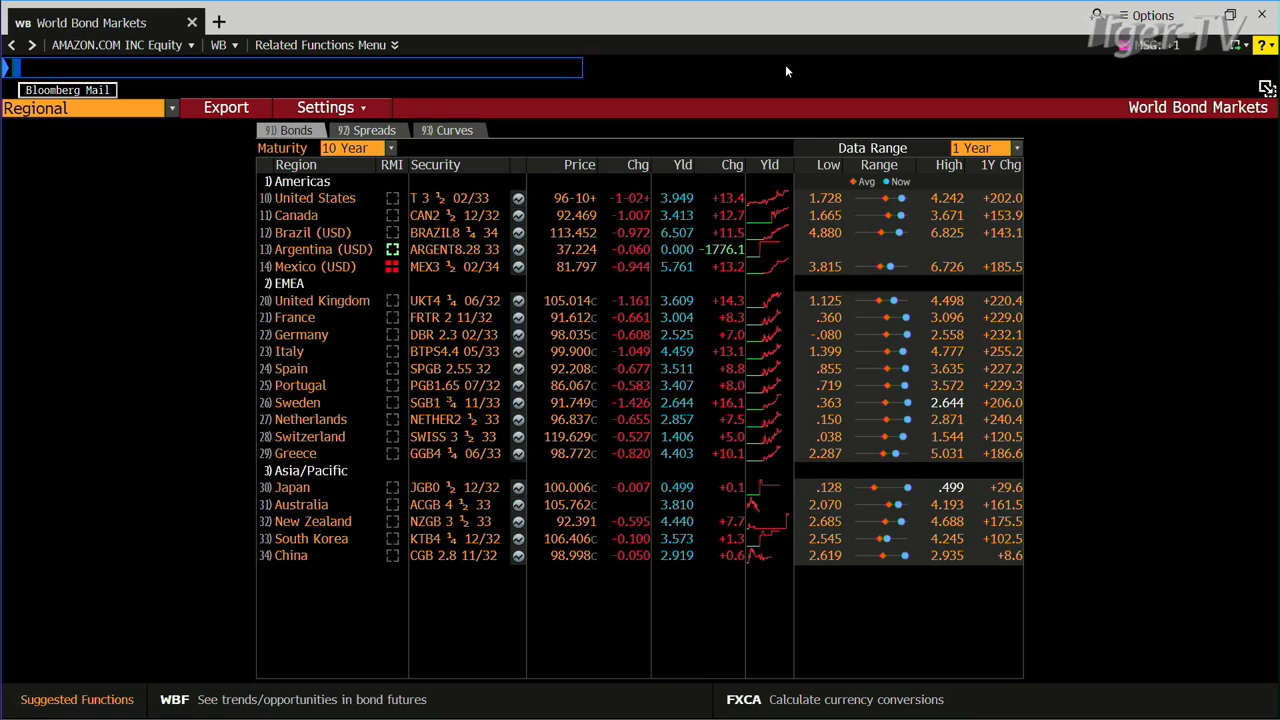 WB World Bond Markets × +
Options
AMAZON.COM INC Equity WB Related Functions Menu MSG: +1 ?
Tiger-TV
Bloomberg Mail
Regional Export Settings World Bond Markets
91) Bonds 92) Spreads 93) Curves
Maturity 10 Year Data Range 1 Year
Region RMI Security Price Chg Yld Chg Yld Low Range High 1Y Chg
1) Americas Avg Now
10) United States T 3 ½ 02/33 96-10+ -1-02+ 3.949 +13.4 1.728 4.242 +202.0
11) Canada CAN2 ½ 12/32 92.469 -1.007 3.413 +12.7 1.665 3.671 +153.9
12) Brazil (USD) BRAZIL8 ¼ 34 113.452 -0.972 6.507 +11.5 4.880 6.825 +143.1
13) Argentina (USD) ARGENT8.28 33 37.224 -0.060 0.000 -1776.1
14) Mexico (USD) MEX3 ½ 02/34 81.797 -0.944 5.761 +13.2 3.815 6.726 +185.5
2) EMEA
20) United Kingdom UKT4 ¼ 06/32 105.014c -1.161 3.609 +14.3 1.125 4.498 +220.4
21) France FRTR 2 11/32 91.612c -0.661 3.004 +8.3 .360 3.096 +229.0
22) Germany DBR 2.3 02/33 98.035c -0.608 2.525 +7.0 -.080 2.558 +232.1
23) Italy BTPS4.4 05/33 99.900c -1.049 4.459 +13.1 1.399 4.777 +255.2
24) Spain SPGB 2.55 32 92.208c -0.677 3.511 +8.8 .855 3.635 +227.2
25) Portugal PGB1.65 07/32 86.067c -0.583 3.407 +8.0 .719 3.572 +229.3
26) Sweden SGB1 ¾ 11/33 91.749c -1.426 2.644 +16.1 .363 2.644 +206.0
27) Netherlands NETHER2 ½ 33 96.837c -0.655 2.857 +7.5 .150 2.871 +240.4
28) Switzerland SWISS 3 ½ 33 119.629c -0.527 1.406 +5.0 .038 1.544 +120.5
29) Greece GGB4 ¼ 06/33 98.772c -0.820 4.403 +10.1 2.287 5.031 +186.6
3) Asia/Pacific
30) Japan JGB0 ½ 12/32 100.006c -0.007 0.499 +0.1 .128 .499 +29.6
31) Australia ACGB 4 ½ 33 105.762c 3.810 2.070 4.193 +161.5
32) New Zealand NZGB 3 ½ 33 92.391 -0.595 4.440 +7.7 2.685 4.688 +175.5
33) South Korea KTB4 ¼ 12/32 106.406c -0.100 3.573 +1.3 2.545 4.245 +102.5
34) China CGB 2.8 11/32 98.998c -0.050 2.919 +0.6 2.619 2.935 +8.6
Suggested Functions WBF See trends/opportunities in bond futures FXCA Calculate currency conversions